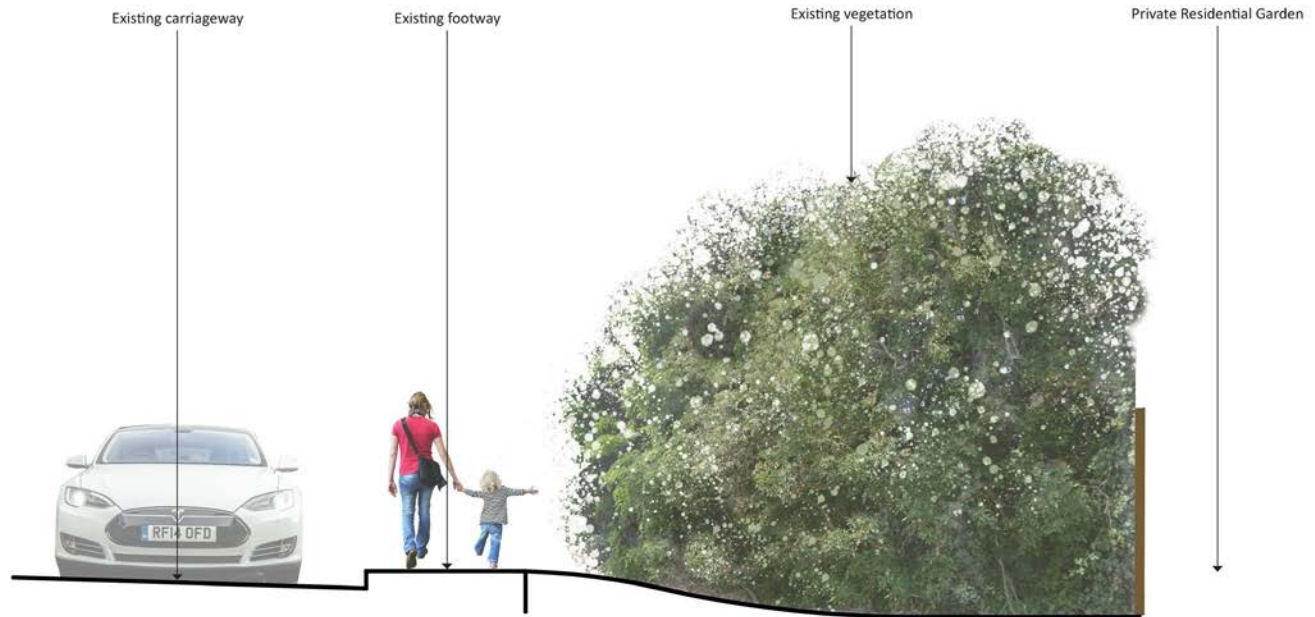 Existing carriageway
Existing footway
Existing vegetation
Private Residential Garden
RF14 OFD